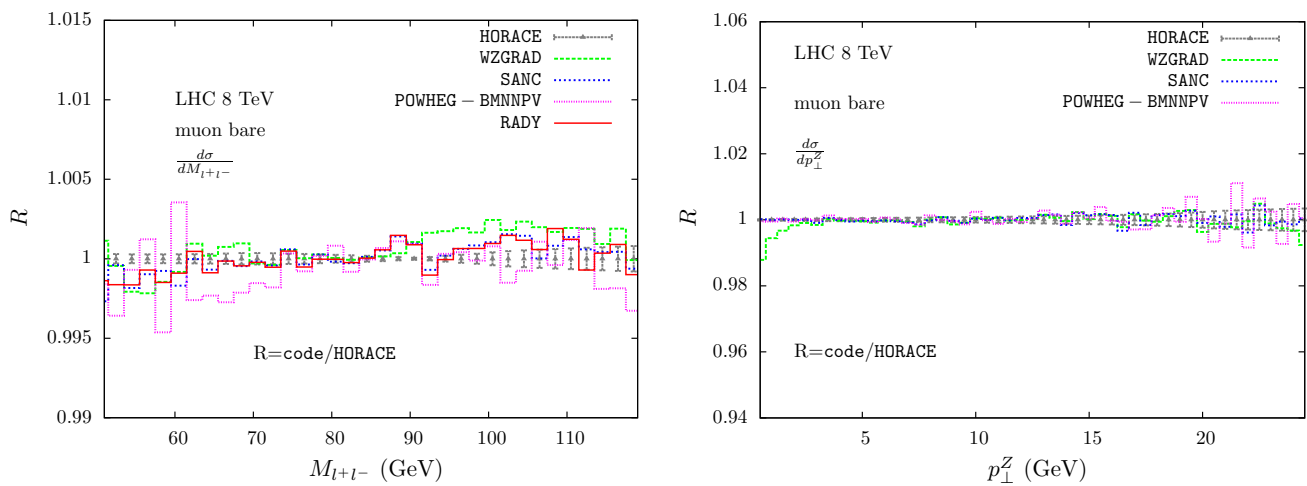 1.015
1.01
1.005
1
0.995
0.99
R
60 70 80 90 100 110
M_{l+l−} (GeV)
LHC 8 TeV
muon bare
dσ/dM_{l+l−}
HORACE
WZGRAD
SANC
POWHEG − BMNNPV
RADY
R=code/HORACE
1.06
1.04
1.02
1
0.98
0.96
0.94
R
5 10 15 20
p_⊥^Z (GeV)
LHC 8 TeV
muon bare
dσ/dp_⊥^Z
HORACE
WZGRAD
SANC
POWHEG − BMNNPV
R=code/HORACE